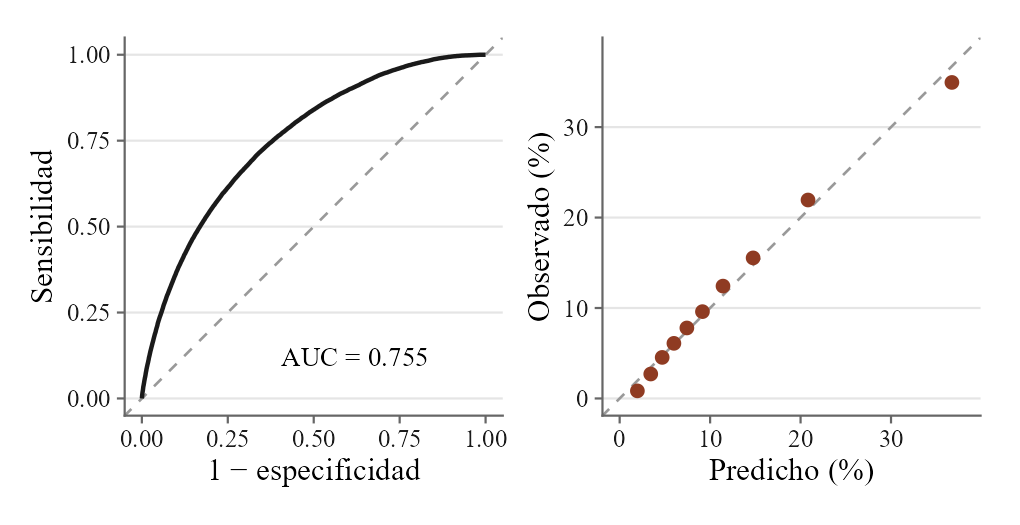 1.00
0.75
0.50
0.25
0.00
Sensibilidad
AUC = 0.755
0.00 0.25 0.50 0.75 1.00
1 − especificidad
30
20
10
0
Observado (%)
0 10 20 30
Predicho (%)